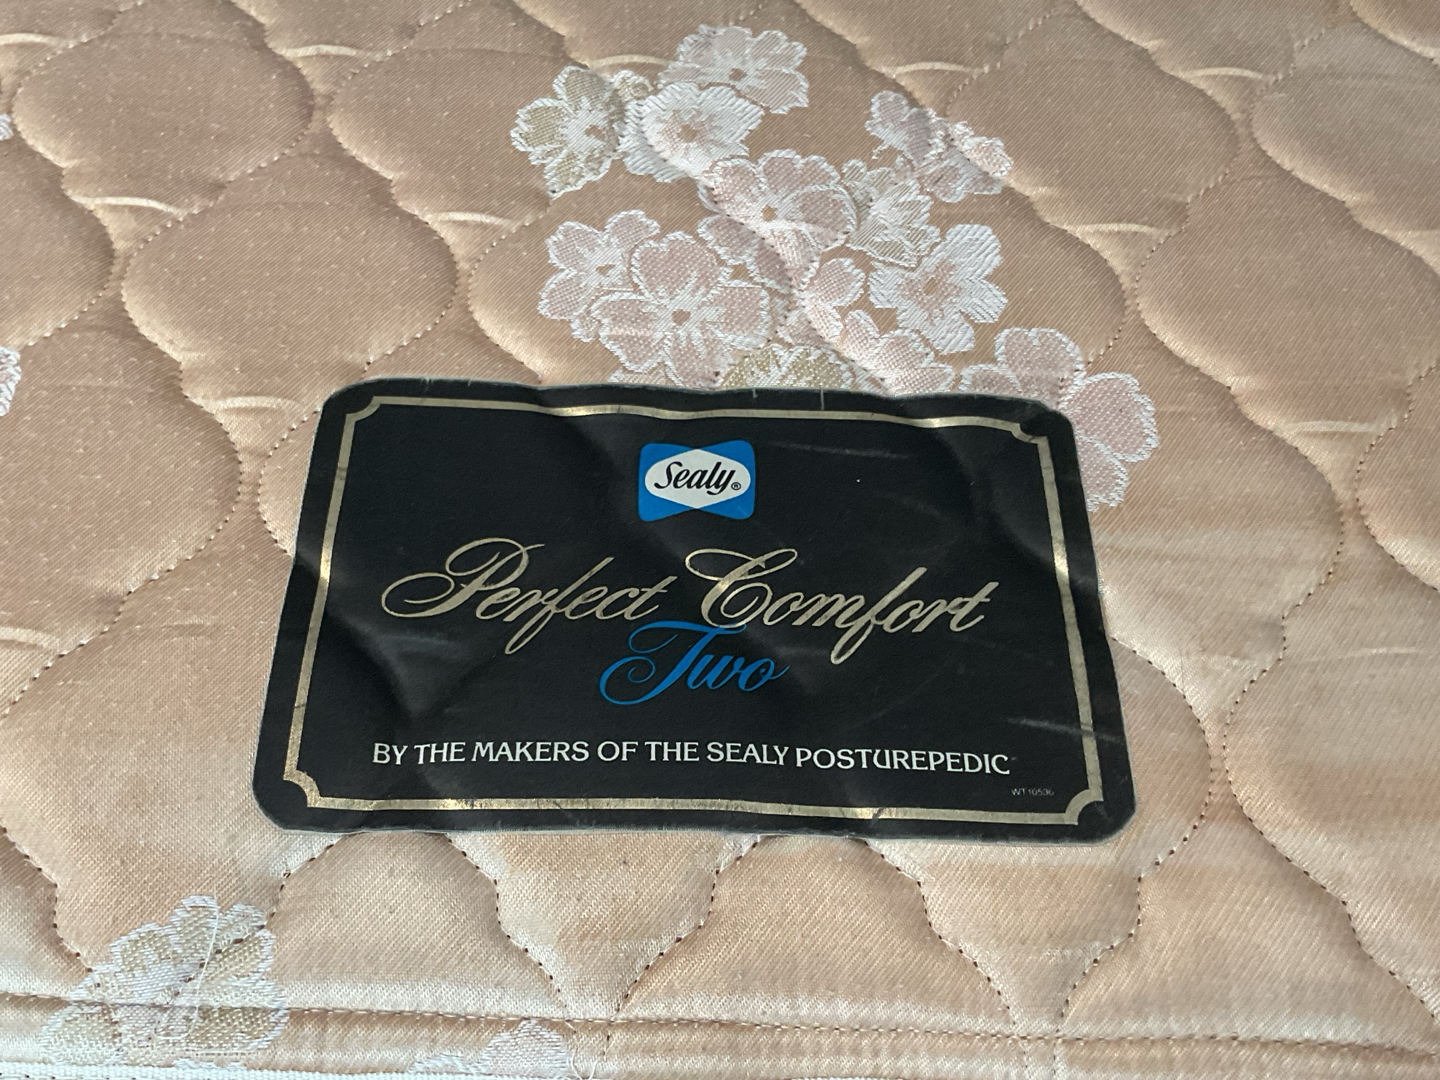 Sealy®
Perfect Comfort
Two
BY THE MAKERS OF THE SEALY POSTUREPEDIC